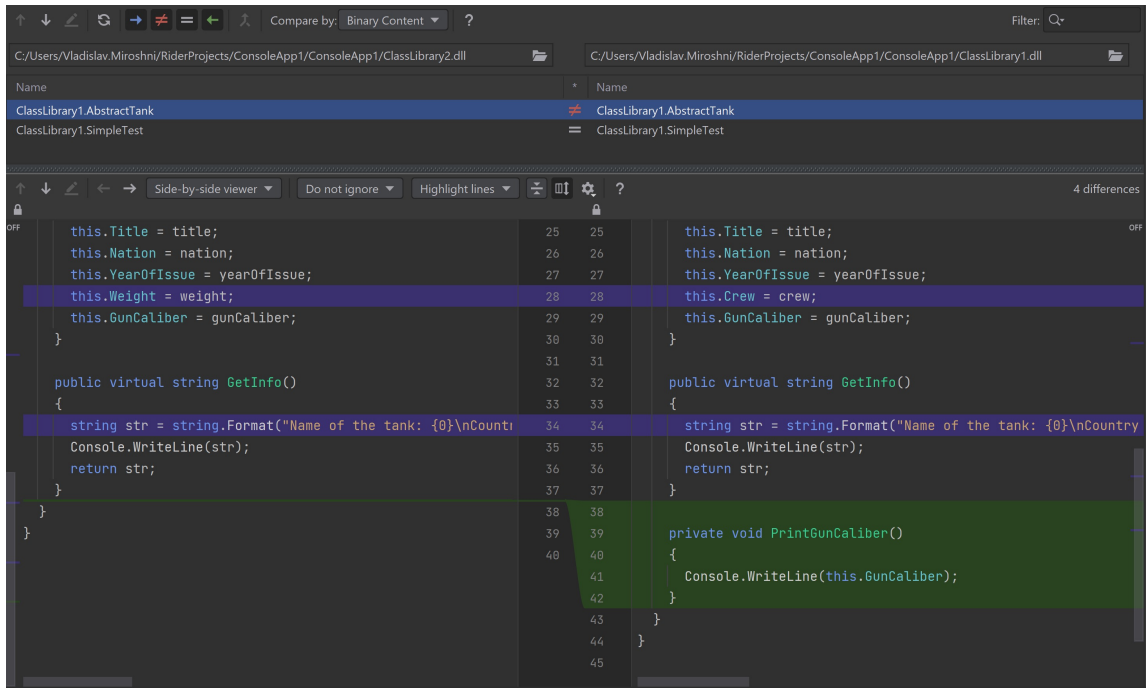 Compare by: Binary Content ? Filter:
C:/Users/Vladislav.Miroshni/RiderProjects/ConsoleApp1/ConsoleApp1/ClassLibrary2.dll C:/Users/Vladislav.Miroshni/RiderProjects/ConsoleApp1/ConsoleApp1/ClassLibrary1.dll
Name * Name
ClassLibrary1.AbstractTank ≠ ClassLibrary1.AbstractTank
ClassLibrary1.SimpleTest = ClassLibrary1.SimpleTest
Side-by-side viewer Do not ignore Highlight lines ? 4 differences
OFF this.Title = title; 25 25 this.Title = title; OFF
this.Nation = nation; 26 26 this.Nation = nation;
this.YearOfIssue = yearOfIssue; 27 27 this.YearOfIssue = yearOfIssue;
this.Weight = weight; 28 28 this.Crew = crew;
this.GunCaliber = gunCaliber; 29 29 this.GunCaliber = gunCaliber;
} 30 30 }
31 31
public virtual string GetInfo() 32 32 public virtual string GetInfo()
{ 33 33 {
string str = string.Format("Name of the tank: {0}\nCount 34 34 string str = string.Format("Name of the tank: {0}\nCountry
Console.WriteLine(str); 35 35 Console.WriteLine(str);
return str; 36 36 return str;
} 37 37 }
} 38 38
} 39 39 private void PrintGunCaliber()
40 40 {
41 Console.WriteLine(this.GunCaliber);
42 }
43 }
44 }
45